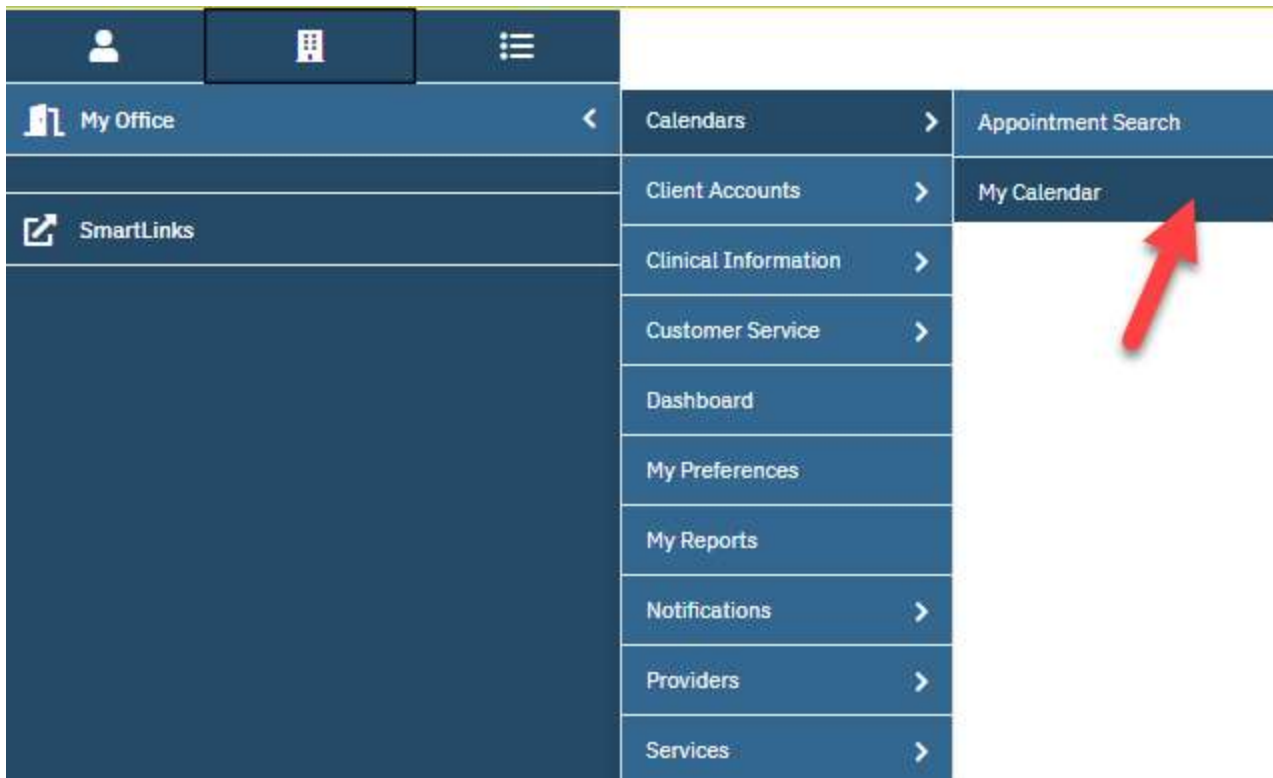 My Office
SmartLinks
Calendars
Client Accounts
Clinical Information
Customer Service
Dashboard
My Preferences
My Reports
Notifications
Providers
Services
Appointment Search
My Calendar